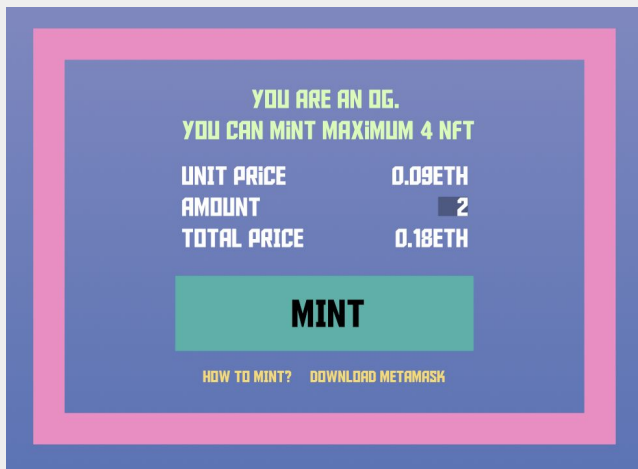 YOU ARE AN OG.
YOU CAN MiNT MAXiMUM 4 NFT
UNIT PRiCE 0.09ETH
AMOUNT 2
TOTAL PRICE 0.18ETH
MINT
HOW TO MINT? DOWNLOAD METAMASK